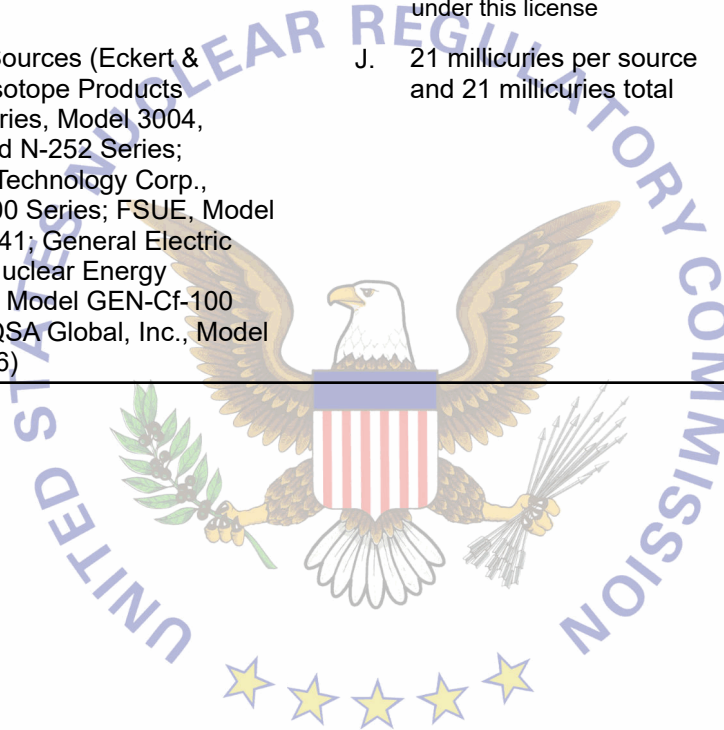 under this license
Sources (Eckert &
sotope Products
ries, Model 3004,
d N-252 Series;
Technology Corp.,
00 Series; FSUE, Model
41; General Electric
Nuclear Energy
Model GEN-Cf-100
QSA Global, Inc., Model
6)
J. 21 millicuries per source
and 21 millicuries total
UNITED STATES NUCLEAR REGULATORY COMMISSION